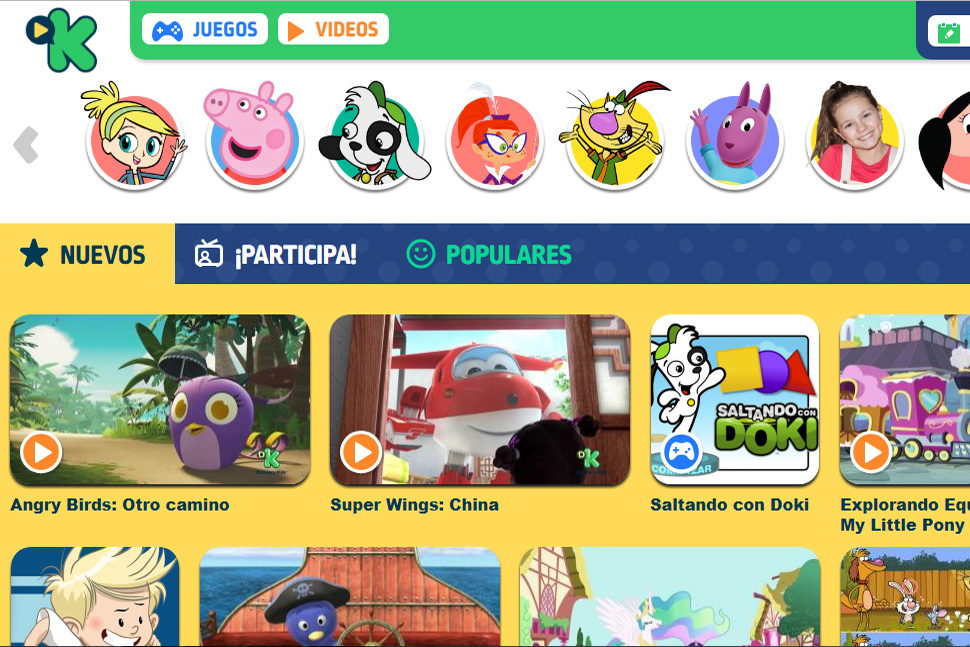 K
JUEGOS
VIDEOS
NUEVOS
¡PARTICIPA!
POPULARES
K
K
SALTANDO CON
DOKI
Angry Birds: Otro camino
Super Wings: China
Saltando con Doki
Explorando Equ
My Little Pony